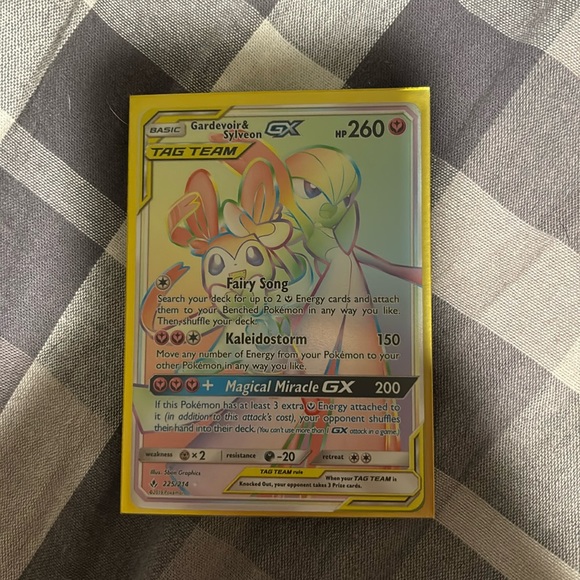 BASIC Gardevoir& Sylveon GX HP 260
TAG TEAM
Fairy Song
Search your deck for up to 2 Energy cards and attach
them to your Benched Pokémon in any way you like.
Then, shuffle your deck.
Kaleidostorm 150
Move any number of Energy from your Pokémon to your
other Pokémon in any way you like.
+ Magical Miracle GX 200
If this Pokémon has at least 3 extra Energy attached to
it (in addition to this attack's cost), your opponent shuffles
their hand into their deck. (You can't use more than 1 GX attack in a game.)
weakness ×2 resistance -20 retreat
Illus. 5ban Graphics
TAG TEAM rule
When your TAG TEAM is
Knocked Out, your opponent takes 3 Prize cards.
225/214